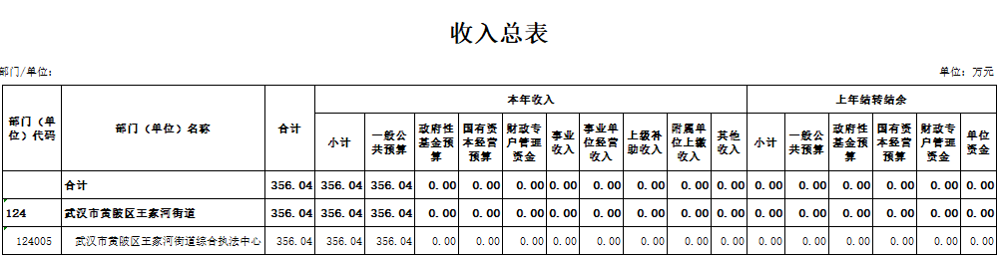 收入总表
部门/单位： 单位：万元
部门（单位）代码 部门（单位）名称 合计 本年收入 上年结转结余
小计 一般公共预算 政府性基金预算 国有资本经营预算 财政专户管理资金 事业收入 事业单位经营收入 上级补助收入 附属单位上缴收入 其他收入 小计 一般公共预算 政府性基金预算 国有资本经营预算 财政专户管理资金 单位资金
合计 356.04 356.04 356.04 0.00 0.00 0.00 0.00 0.00 0.00 0.00 0.00 0.00 0.00 0.00 0.00 0.00 0.00
124 武汉市黄陂区王家河街道 356.04 356.04 356.04 0.00 0.00 0.00 0.00 0.00 0.00 0.00 0.00 0.00 0.00 0.00 0.00 0.00 0.00
124005 武汉市黄陂区王家河街道综合执法中心 356.04 356.04 356.04 0.00 0.00 0.00 0.00 0.00 0.00 0.00 0.00 0.00 0.00 0.00 0.00 0.00 0.00